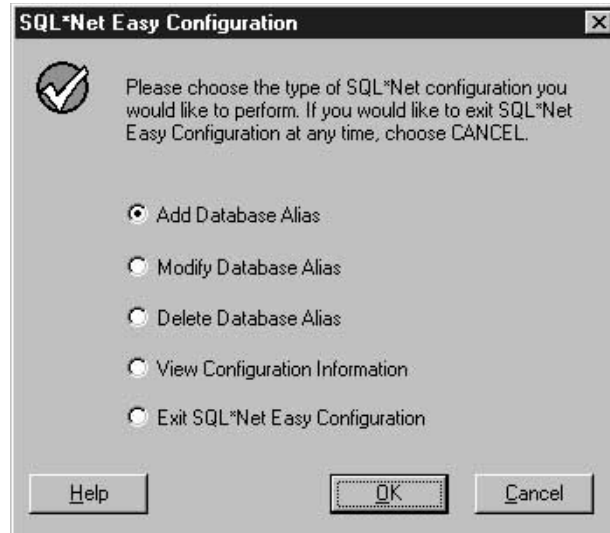 SQL*Net Easy Configuration
Please choose the type of SQL*Net configuration you
would like to perform. If you would like to exit SQL*Net
Easy Configuration at any time, choose CANCEL.
Add Database Alias
Modify Database Alias
Delete Database Alias
View Configuration Information
Exit SQL*Net Easy Configuration
Help
OK
Cancel